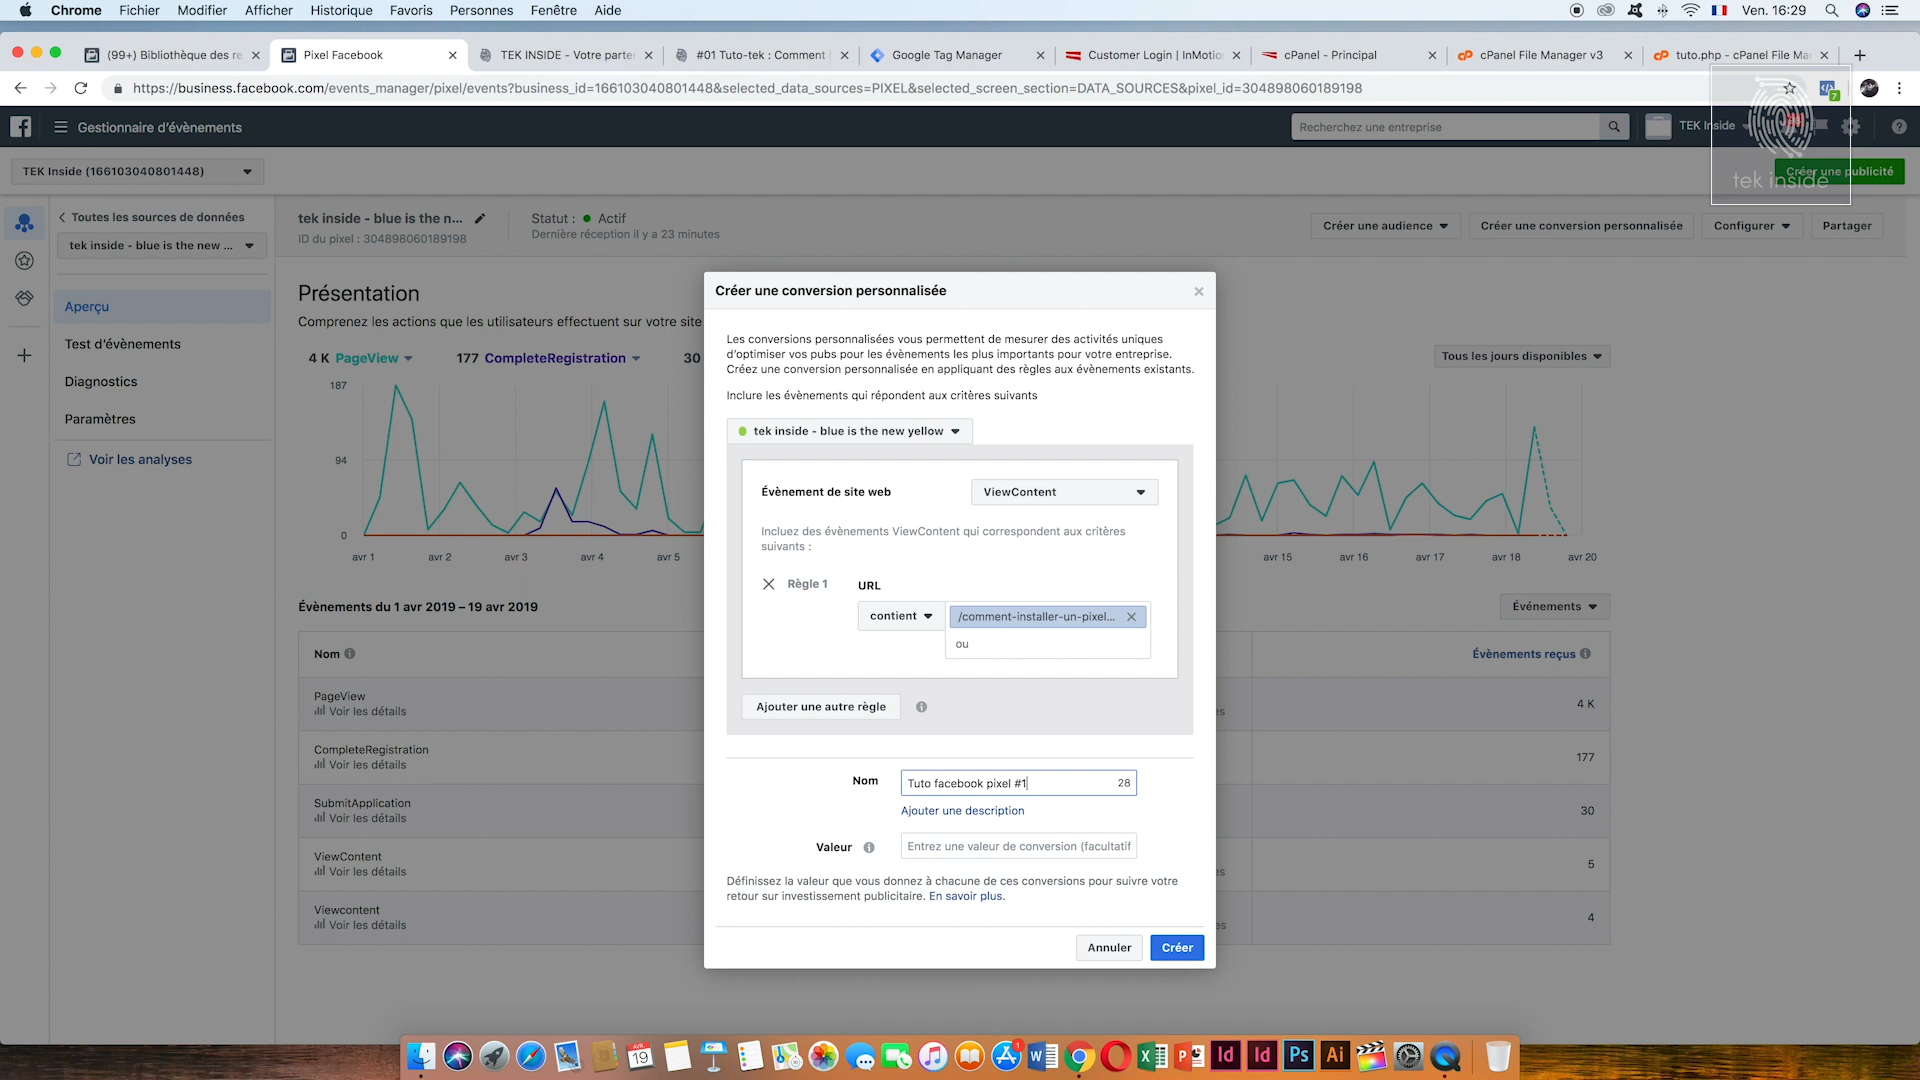 Chrome Fichier Modifier Afficher Historique Favoris Personnes Fenêtre Aide Ven. 16:29
(99+) Bibliothèque des re
Pixel Facebook
TEK INSIDE - Votre parten
#01 Tuto-tek : Comment i
Google Tag Manager
Customer Login | InMotion
cPanel - Principal
cPanel File Manager v3
tuto.php - cPanel File Ma
https://business.facebook.com/events_manager/pixel/events?business_id=166103040801448&selected_data_sources=PIXEL&selected_screen_section=DATA_SOURCES&pixel_id=304898060189198
7
Gestionnaire d'évènements
Recherchez une entreprise
TEK Inside
TEK Inside (166103040801448)
Créer une publicité
tek inside
Toutes les sources de données
tek inside - blue is the new ...
tek inside - blue is the n...
ID du pixel : 304898060189198
Statut : Actif
Dernière réception il y a 23 minutes
Créer une audience
Créer une conversion personnalisée
Configurer
Partager
Aperçu
Test d'évènements
Diagnostics
Paramètres
Voir les analyses
Présentation
Comprenez les actions que les utilisateurs effectuent sur votre site
4 K PageView
177 CompleteRegistration
30
Tous les jours disponibles
187
94
0
avr 1 avr 2 avr 3 avr 4 avr 5 avr 15 avr 16 avr 17 avr 18 avr 20
Évènements du 1 avr 2019 – 19 avr 2019
Événements
Nom
Évènements reçus
PageView
Voir les détails
4 K
CompleteRegistration
Voir les détails
177
SubmitApplication
Voir les détails
30
ViewContent
Voir les détails
5
Viewcontent
Voir les détails
4
Créer une conversion personnalisée
Les conversions personnalisées vous permettent de mesurer des activités uniques
d'optimiser vos pubs pour les évènements les plus importants pour votre entreprise.
Créez une conversion personnalisée en appliquant des règles aux évènements existants.
Inclure les évènements qui répondent aux critères suivants
tek inside - blue is the new yellow
Évènement de site web
ViewContent
Incluez des évènements ViewContent qui correspondent aux critères
suivants :
Règle 1
URL
contient
/comment-installer-un-pixel...
ou
Ajouter une autre règle
Nom
Tuto facebook pixel #1
28
Ajouter une description
Valeur
Entrez une valeur de conversion (facultatif
Définissez la valeur que vous donnez à chacune de ces conversions pour suivre votre
retour sur investissement publicitaire. En savoir plus.
Annuler
Créer
AVR
19
1
Id
Id
Ps
Ai